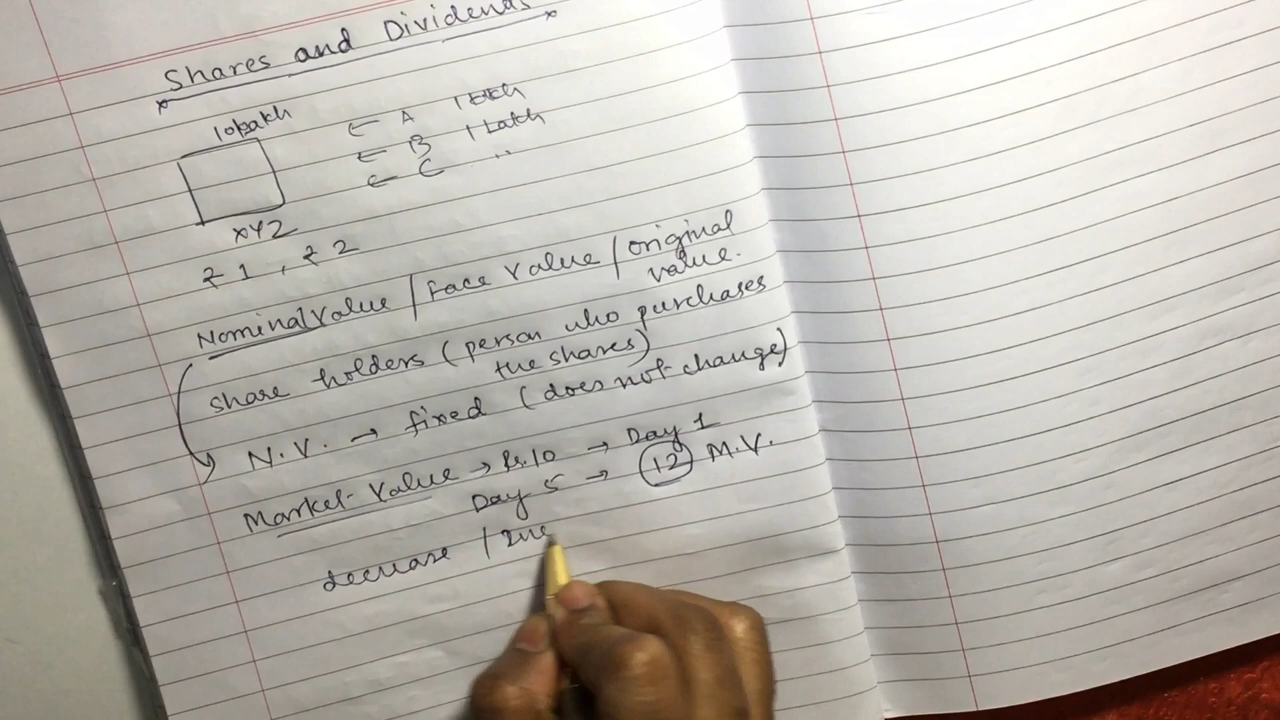 Shares and Dividends
10 Lakh
← A 1 Lakh
← B 1 Lakh
← C "
XYZ
₹ 1 , ₹ 2
Nominal Value / Face Value / original value.
share holders (person who purchases the shares)
N.V. → fixed (does not change)
Market Value → Rs.10 → Day 1
Day 5 → 12 M.V.
decrease / Inc